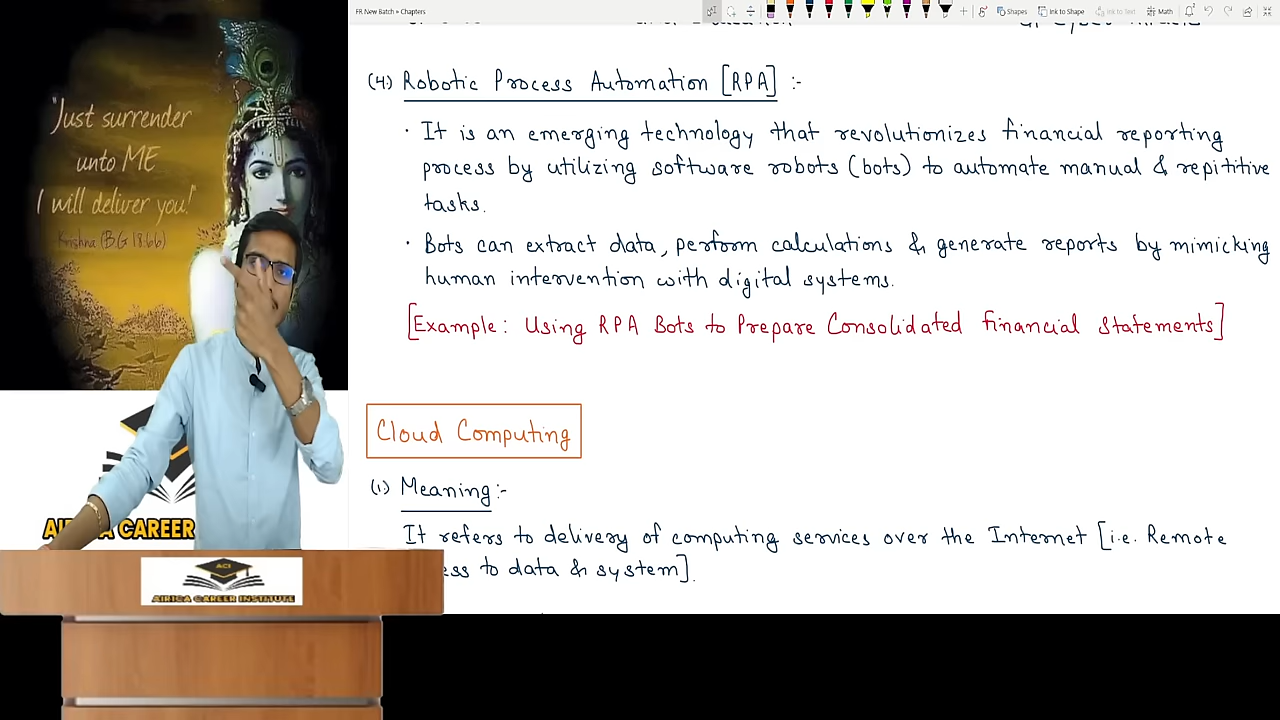 FR New Batch » Chapters
Shapes
Ink to Shape
Ink to Text
Math
"Just surrender
unto ME
I will deliver you!"
Krishna (B.G 18:66)
(4) Robotic Process Automation [RPA] :-
· It is an emerging technology that revolutionizes financial reporting
process by utilizing software robots (bots) to automate manual & repititive
tasks.
· Bots can extract data, perform calculations & generate reports by mimicking
human intervention with digital systems.
[Example: Using RPA Bots to Prepare Consolidated financial statements]
Cloud Computing
(1) Meaning:-
It refers to delivery of computing services over the Internet [i.e. Remote
to data & system].
CAREER
ACI
AIRICA CAREER INSTITUTE